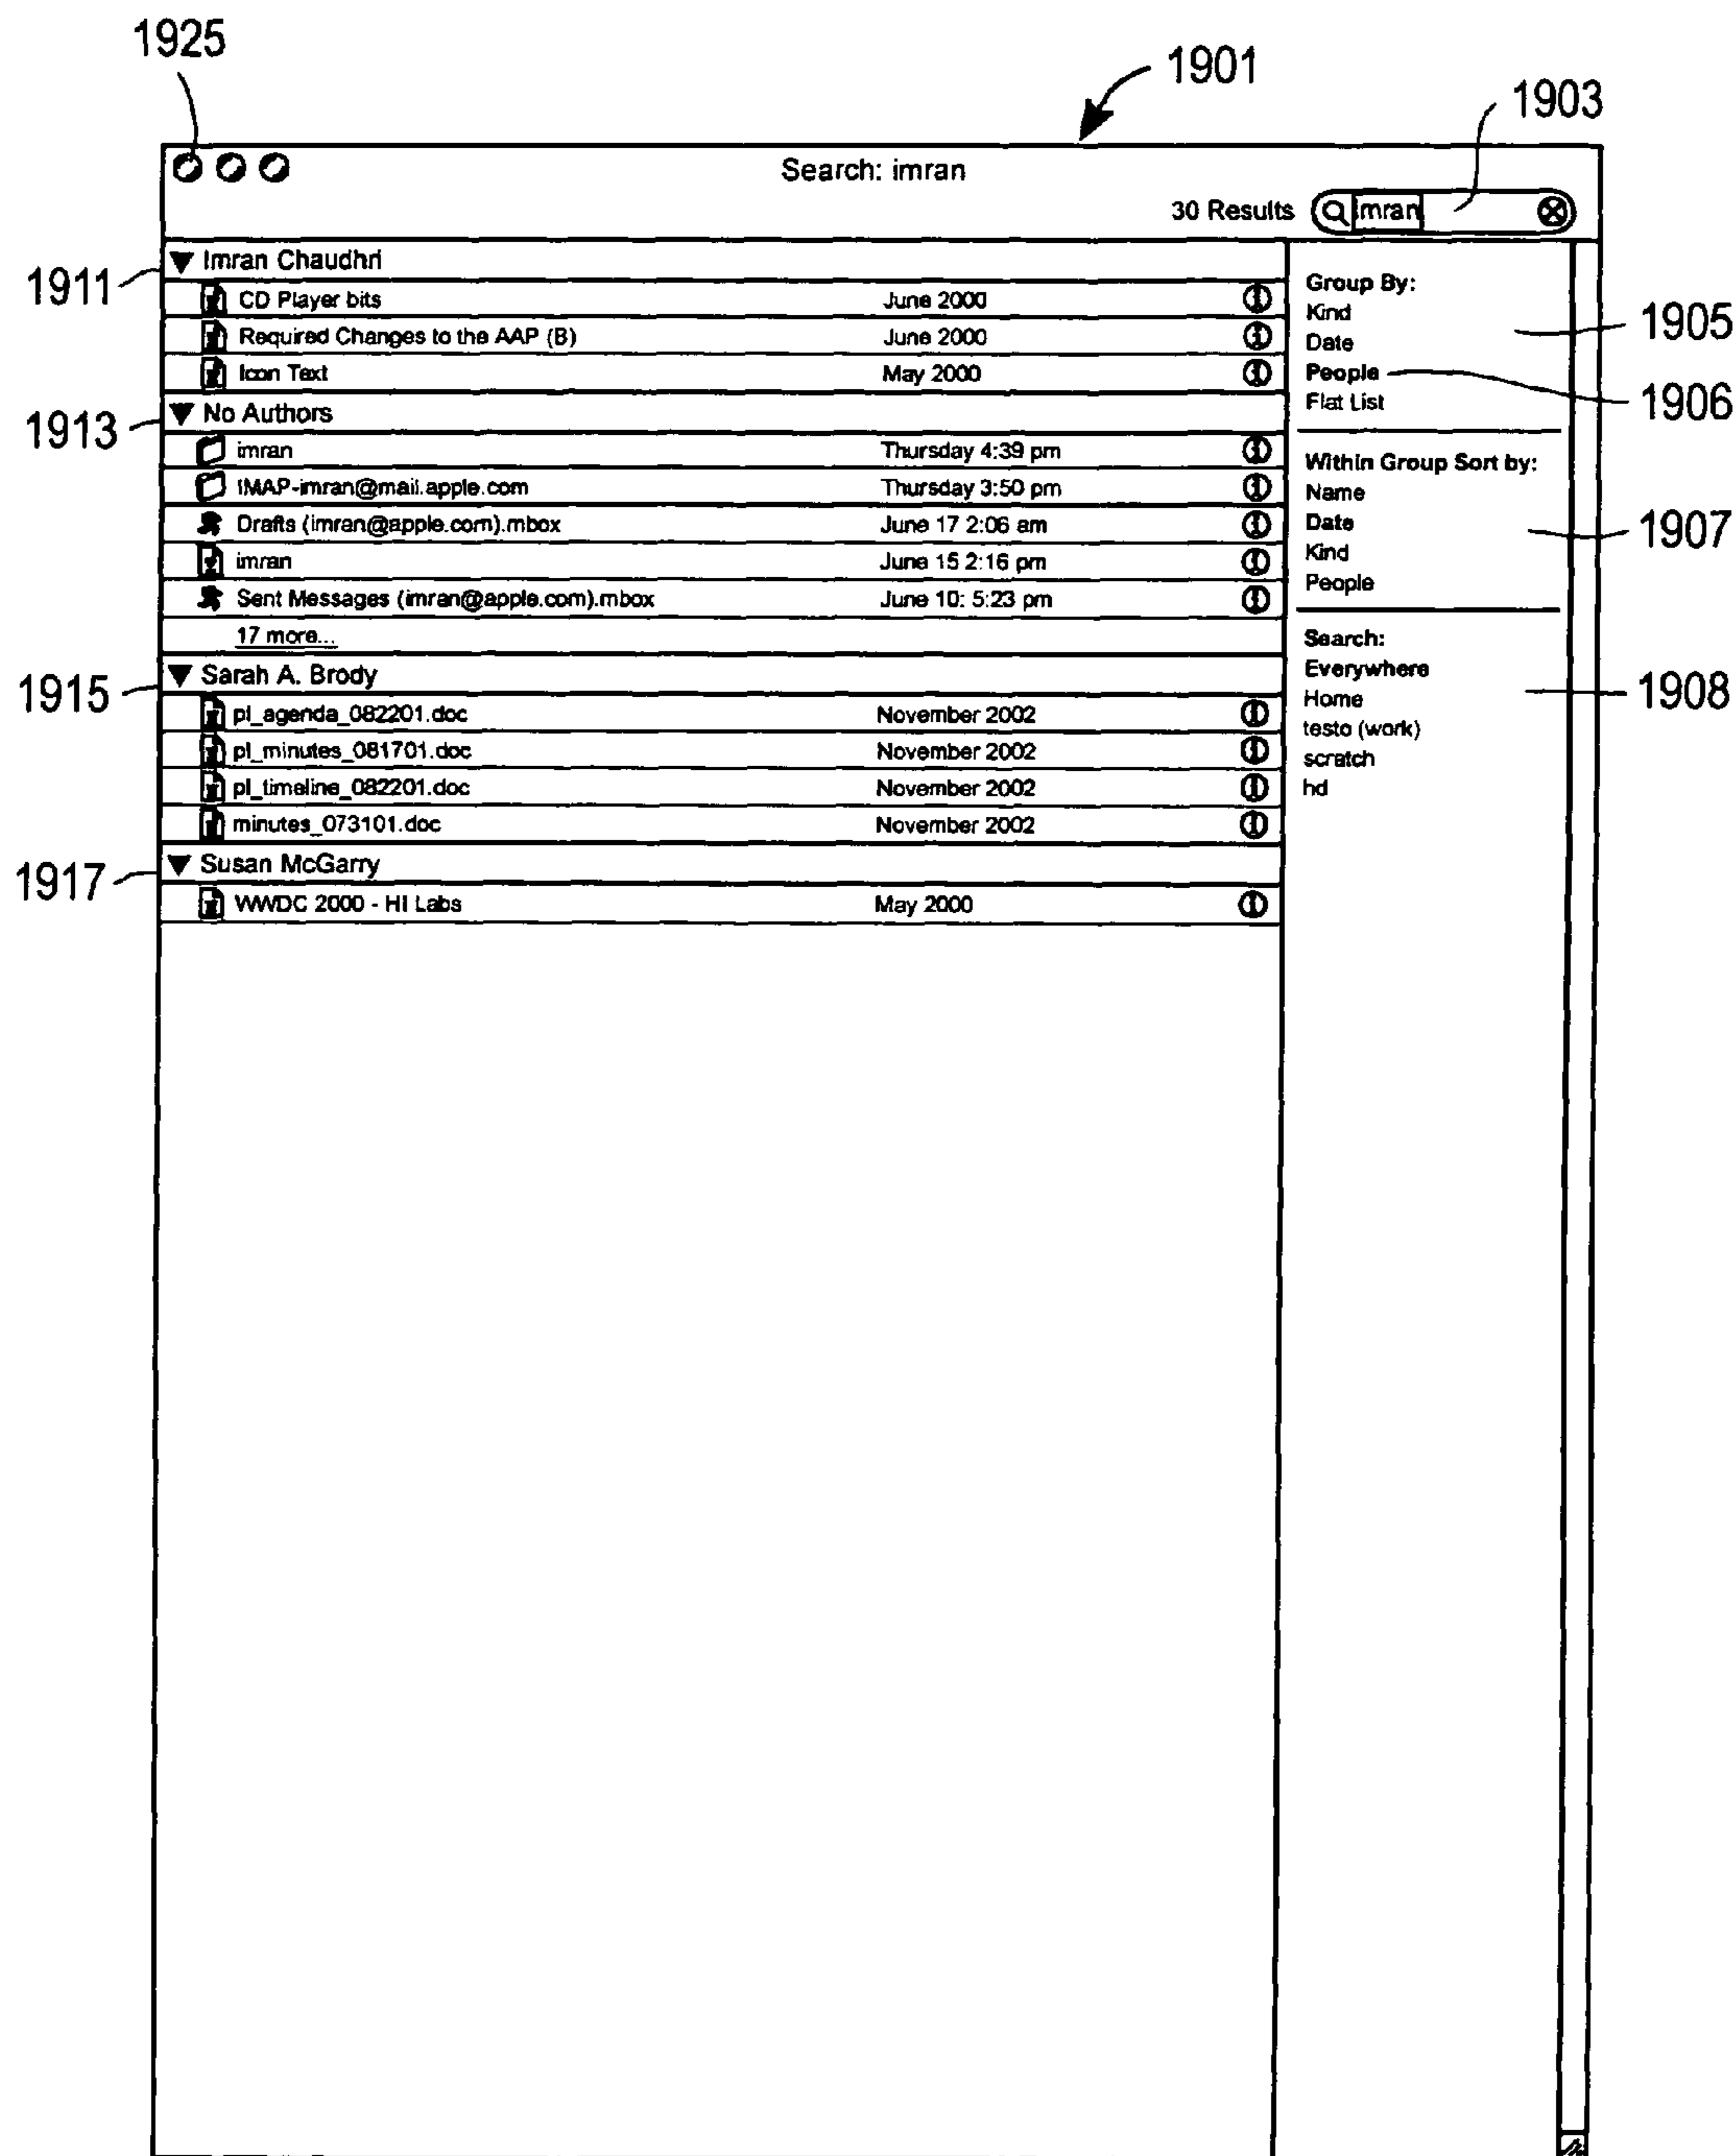 1925
1901
1903
Search: imran
30 Results imran
1911
Imran Chaudhri
CD Player bits June 2000
Required Changes to the AAP (B) June 2000
Icon Text May 2000
1913
No Authors
imran Thursday 4:39 pm
IMAP-imran@mail.apple.com Thursday 3:50 pm
Drafts (imran@apple.com).mbox June 17 2:06 am
imran June 15 2:16 pm
Sent Messages (imran@apple.com).mbox June 10: 5:23 pm
17 more...
1915
Sarah A. Brody
pl_agenda_082201.doc November 2002
pl_minutes_081701.doc November 2002
pl_timeline_082201.doc November 2002
minutes_073101.doc November 2002
1917
Susan McGarry
WWDC 2000 - HI Labs May 2000
Group By:
Kind
Date
People
Flat List
1905
1906
Within Group Sort by:
Name
Date
Kind
People
1907
Search:
Everywhere
Home
testo (work)
scratch
hd
1908